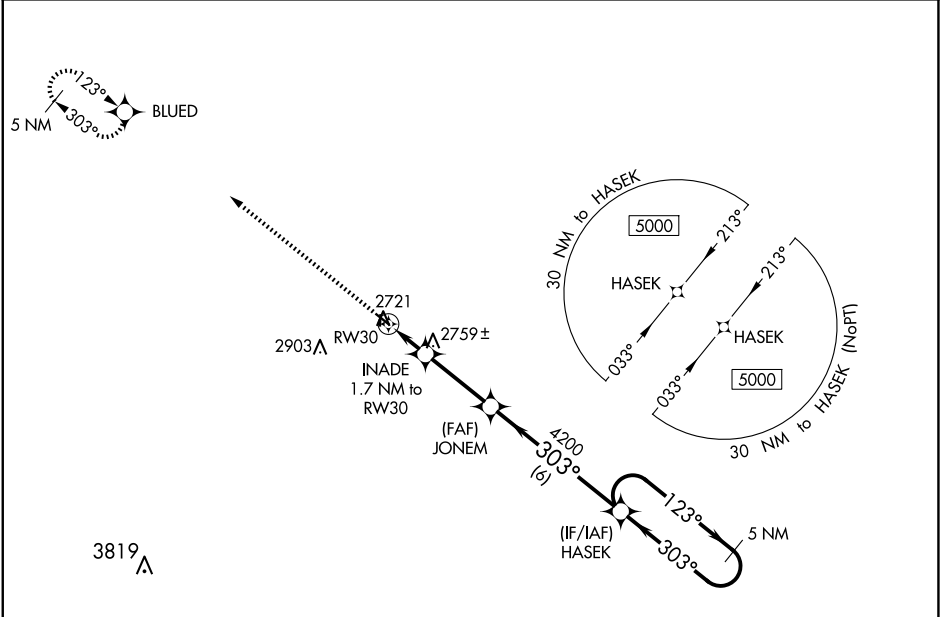 123°
303°
5 NM
BLUED
30 NM to HASEK
5000
213°
HASEK
033°
213°
HASEK
5000
033°
30 NM to HASEK (NoPT)
2721
RW30
2903
2759±
INADE
1.7 NM to
RW30
(FAF)
JONEM
4200
303°
(6)
(IF/IAF)
HASEK
123°
303°
5 NM
3819